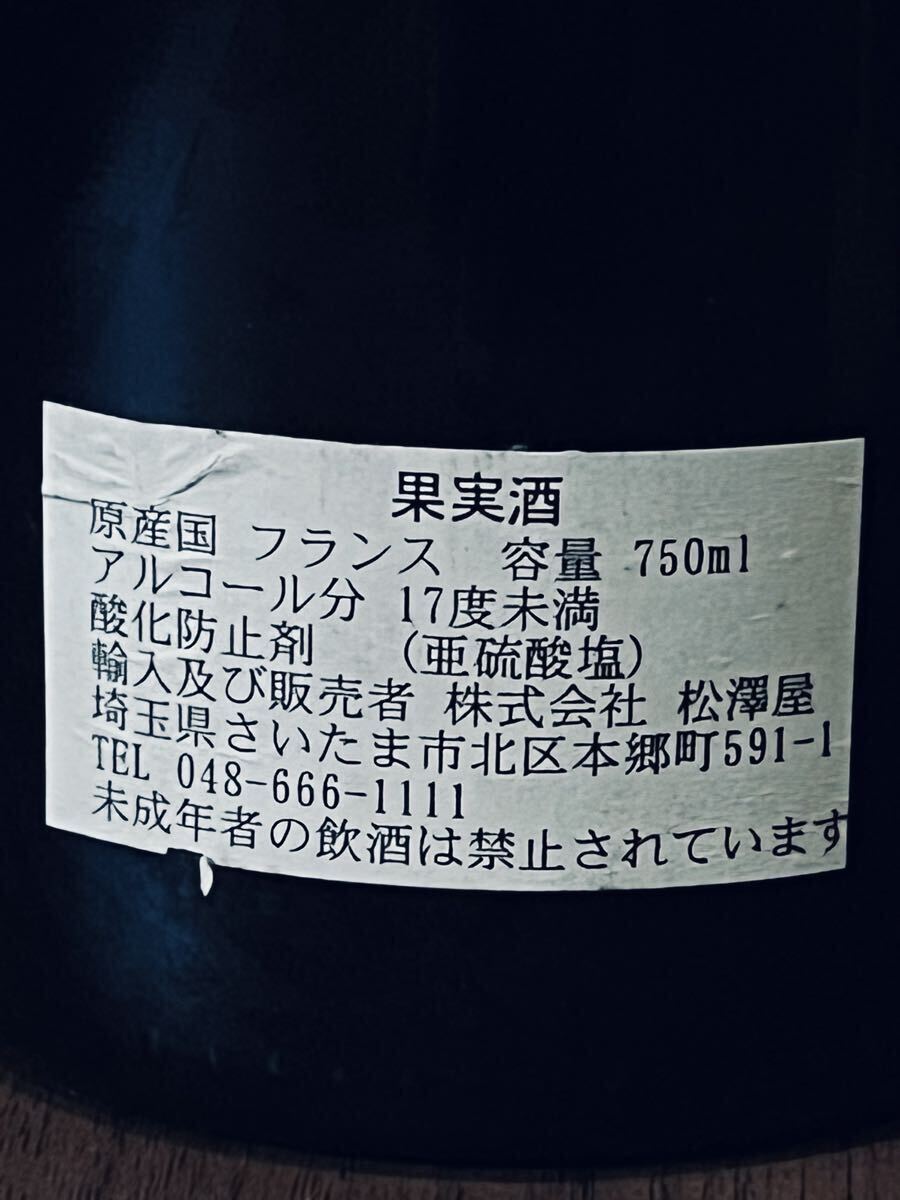 果実酒
原産国 フランス 容量 750ml
アルコール分 17度未満
酸化防止剤 (亜硫酸塩)
輸入及び販売者 株式会社 松澤屋
埼玉県さいたま市北区本郷町591-1
TEL 048-666-1111
未成年者の飲酒は禁止されています